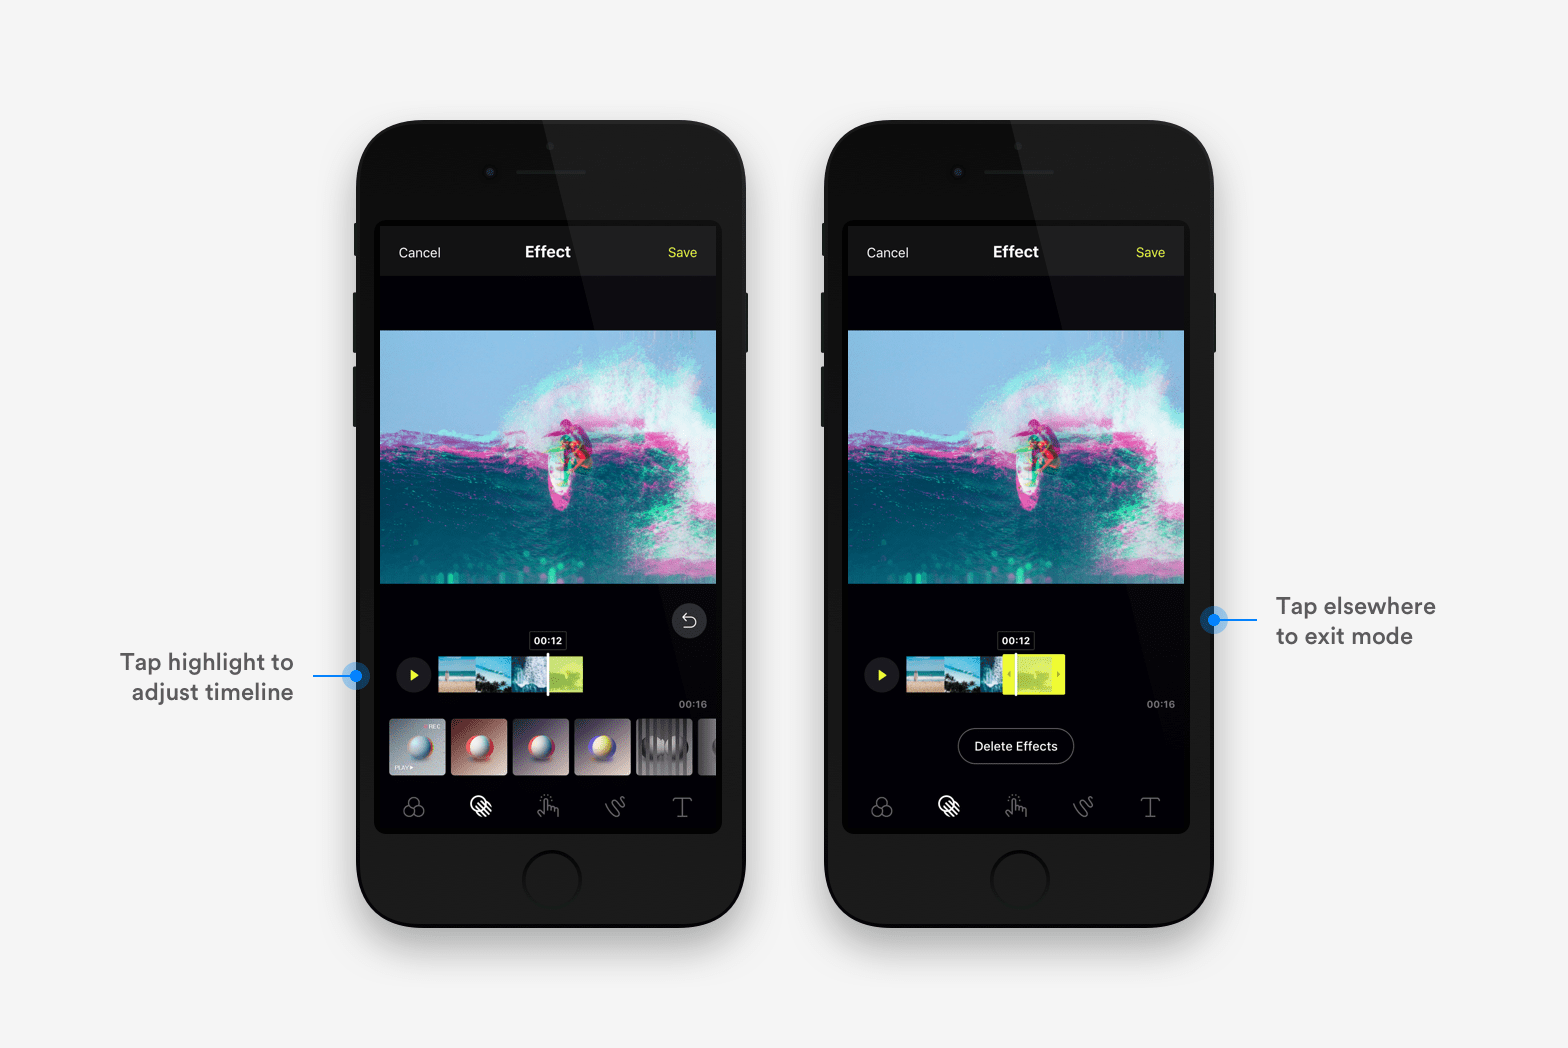 Cancel Effect Save
00:12
00:16
REC
PLAY
Tap highlight to
adjust timeline
Cancel Effect Save
00:12
00:16
Delete Effects
Tap elsewhere
to exit mode